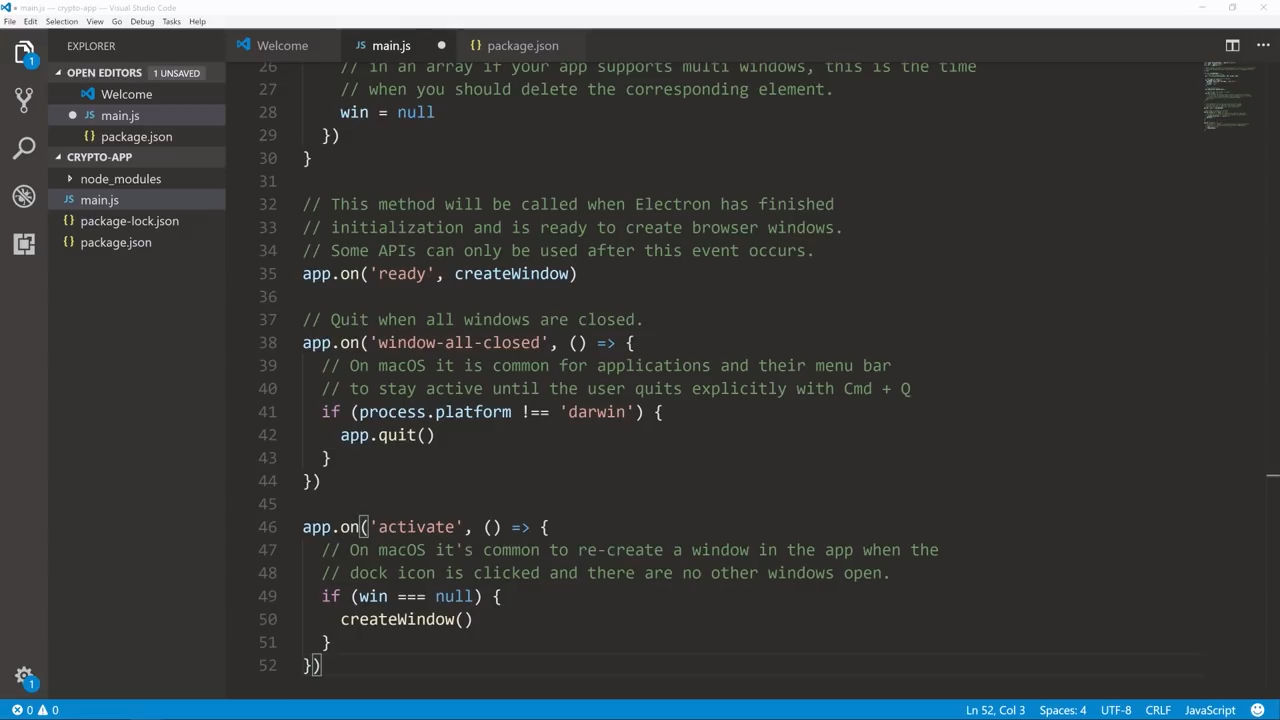 main.js - crypto-app - Visual Studio Code
File Edit Selection View Go Debug Tasks Help
EXPLORER
OPEN EDITORS 1 UNSAVED
Welcome
JS main.js
{} package.json
CRYPTO-APP
node_modules
JS main.js
{} package-lock.json
{} package.json
1
1
Welcome
JS main.js
{} package.json
26 // in an array if your app supports multi windows, this is the time
27 // when you should delete the corresponding element.
28 win = null
29 })
30 }
31
32 // This method will be called when Electron has finished
33 // initialization and is ready to create browser windows.
34 // Some APIs can only be used after this event occurs.
35 app.on('ready', createWindow)
36
37 // Quit when all windows are closed.
38 app.on('window-all-closed', () => {
39 // On macOS it is common for applications and their menu bar
40 // to stay active until the user quits explicitly with Cmd + Q
41 if (process.platform !== 'darwin') {
42 app.quit()
43 }
44 })
45
46 app.on('activate', () => {
47 // On macOS it's common to re-create a window in the app when the
48 // dock icon is clicked and there are no other windows open.
49 if (win === null) {
50 createWindow()
51 }
52 })
0 0 Ln 52, Col 3 Spaces: 4 UTF-8 CRLF JavaScript